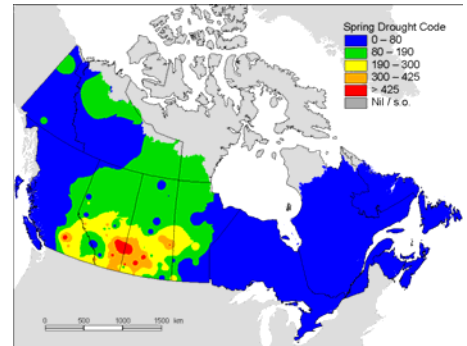 Spring Drought Code
0 – 80
80 – 190
190 – 300
300 – 425
> 425
Nil / s.o.
0 500 1000 1500 km